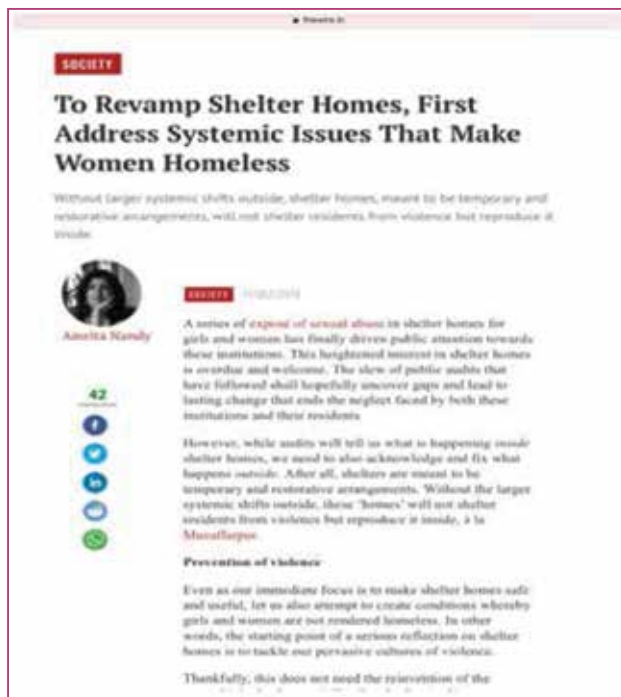 thewire.in
SOCIETY
To Revamp Shelter Homes, First
Address Systemic Issues That Make
Women Homeless
Without larger systemic shifts outside, shelter homes, meant to be temporary and
restorative arrangements, will not shelter residents from violence but reproduce it
inside.
Amrita Nandy
SOCIETY
A series of exposé of sexual abuse in shelter homes for
girls and women has finally driven public attention towards
these institutions. This heightened interest in shelter homes
is overdue and welcome. The slew of public audits that
have followed shall hopefully uncover gaps and lead to
lasting change that ends the neglect faced by both these
institutions and their residents
However, while audits will tell us what is happening inside
shelter homes, we need to also acknowledge and fix what
happens outside. After all, shelters are meant to be
temporary and restorative arrangements. Without the larger
systemic shifts outside, these 'homes' will not shelter
residents from violence but reproduce it inside, à la
Muzaffarpur.
42
Prevention of violence
Even as our immediate focus is to make shelter homes safe
and useful, let us also attempt to create conditions whereby
girls and women are not rendered homeless. In other
words, the starting point of a serious reflection on shelter
homes is to tackle our pervasive cultures of violence.
Thankfully, this does not need the reinvention of the